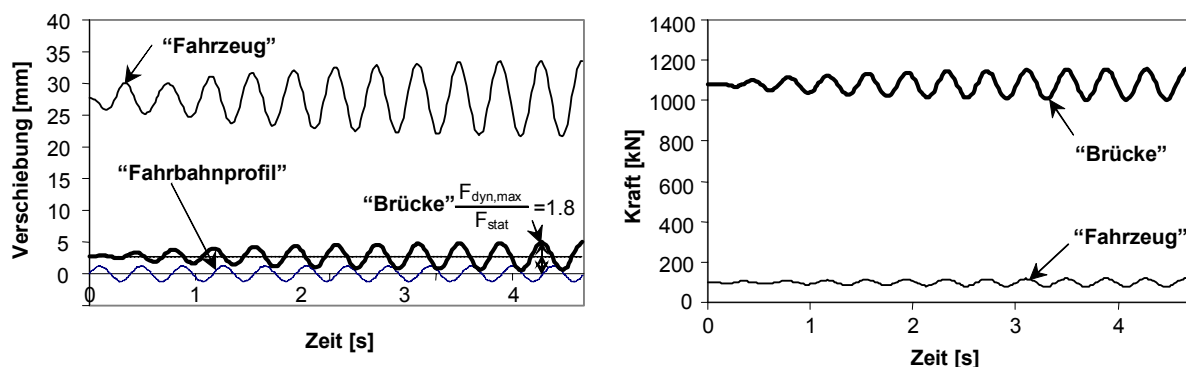 Verschiebung [mm]
40
35
30
25
20
15
10
5
0
“Fahrzeug”
“Fahrbahnprofil”
“Brücke” F dyn,max / F stat =1.8
0 1 2 3 4
Zeit [s]
Kraft [kN]
1400
1200
1000
800
600
400
200
0
“Brücke”
“Fahrzeug”
0 1 2 3 4
Zeit [s]